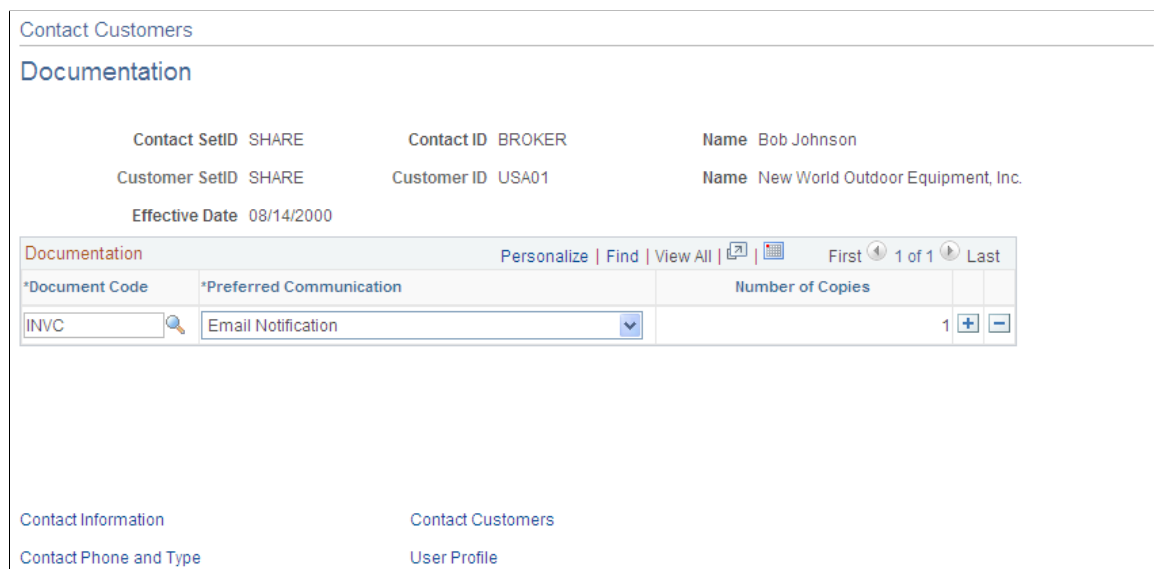 Contact Customers
Documentation
Contact SetID SHARE Contact ID BROKER Name Bob Johnson
Customer SetID SHARE Customer ID USA01 Name New World Outdoor Equipment, Inc.
Effective Date 08/14/2000
Documentation Personalize | Find | View All | | First 1 of 1 Last
*Document Code *Preferred Communication Number of Copies
INVC Email Notification 1
Contact Information Contact Customers
Contact Phone and Type User Profile